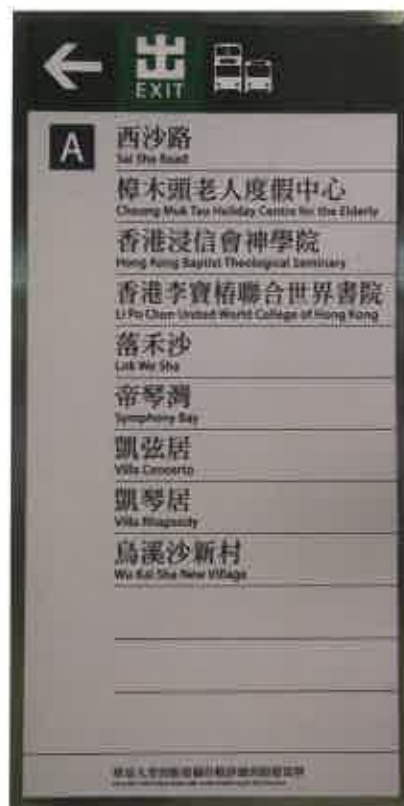 出
EXIT
A
西沙路
Sai Sha Road
樟木頭老人度假中心
Cheung Muk Tau Holiday Centre for the Elderly
香港浸信會神學院
Hong Kong Baptist Theological Seminary
香港李寶椿聯合世界書院
Li Po Chun United World College of Hong Kong
落禾沙
Lok Wo Sha
帝琴灣
Symphony Bay
凱弦居
Villa Concerto
凱琴居
Villa Rhapsody
烏溪沙新村
Wu Kai Sha New Village